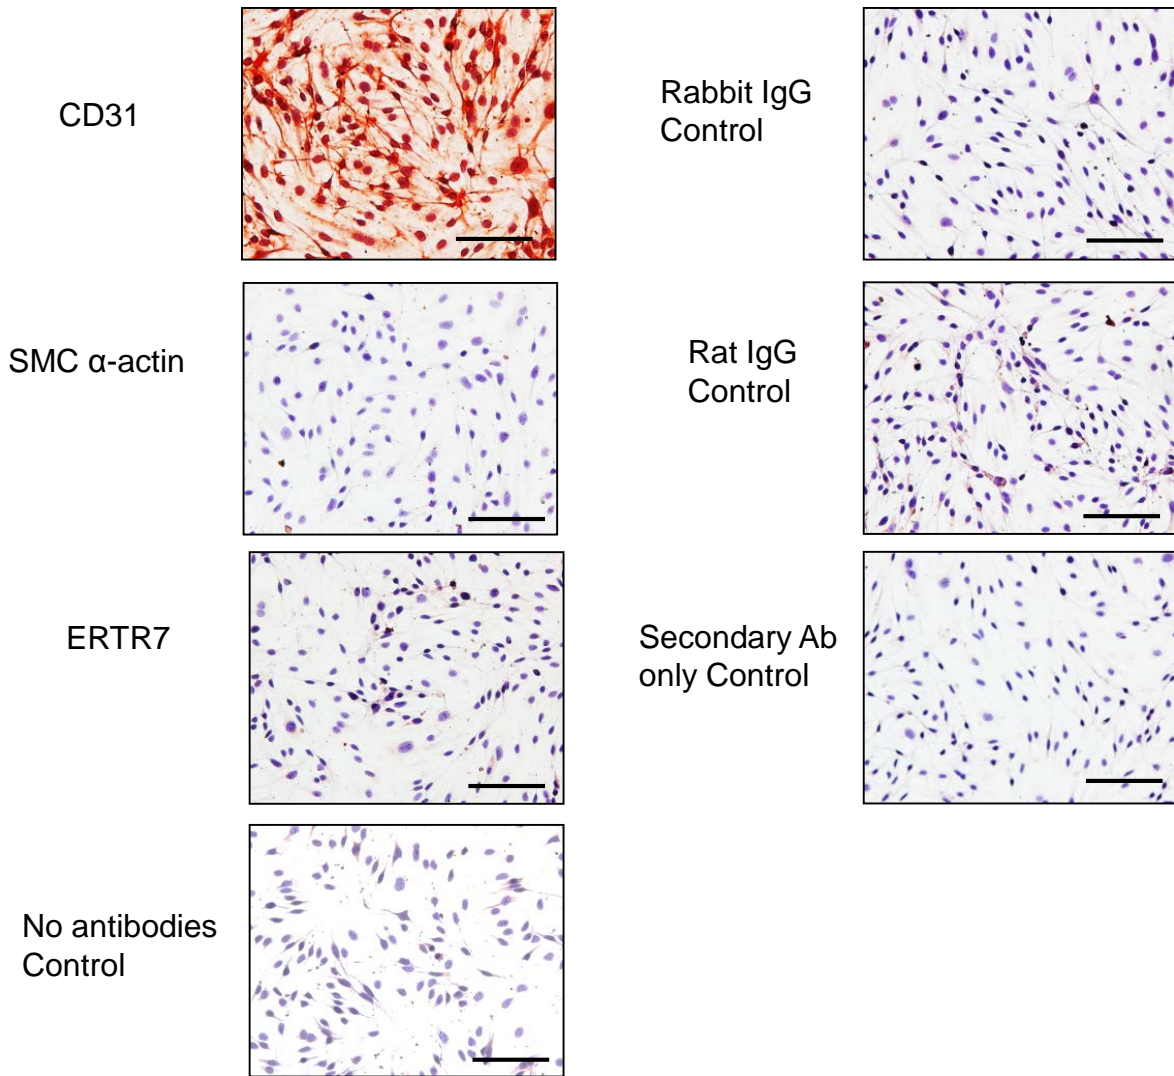 CD31
Rabbit IgG
Control
SMC α-actin
Rat IgG
Control
ERTR7
Secondary Ab
only Control
No antibodies
Control